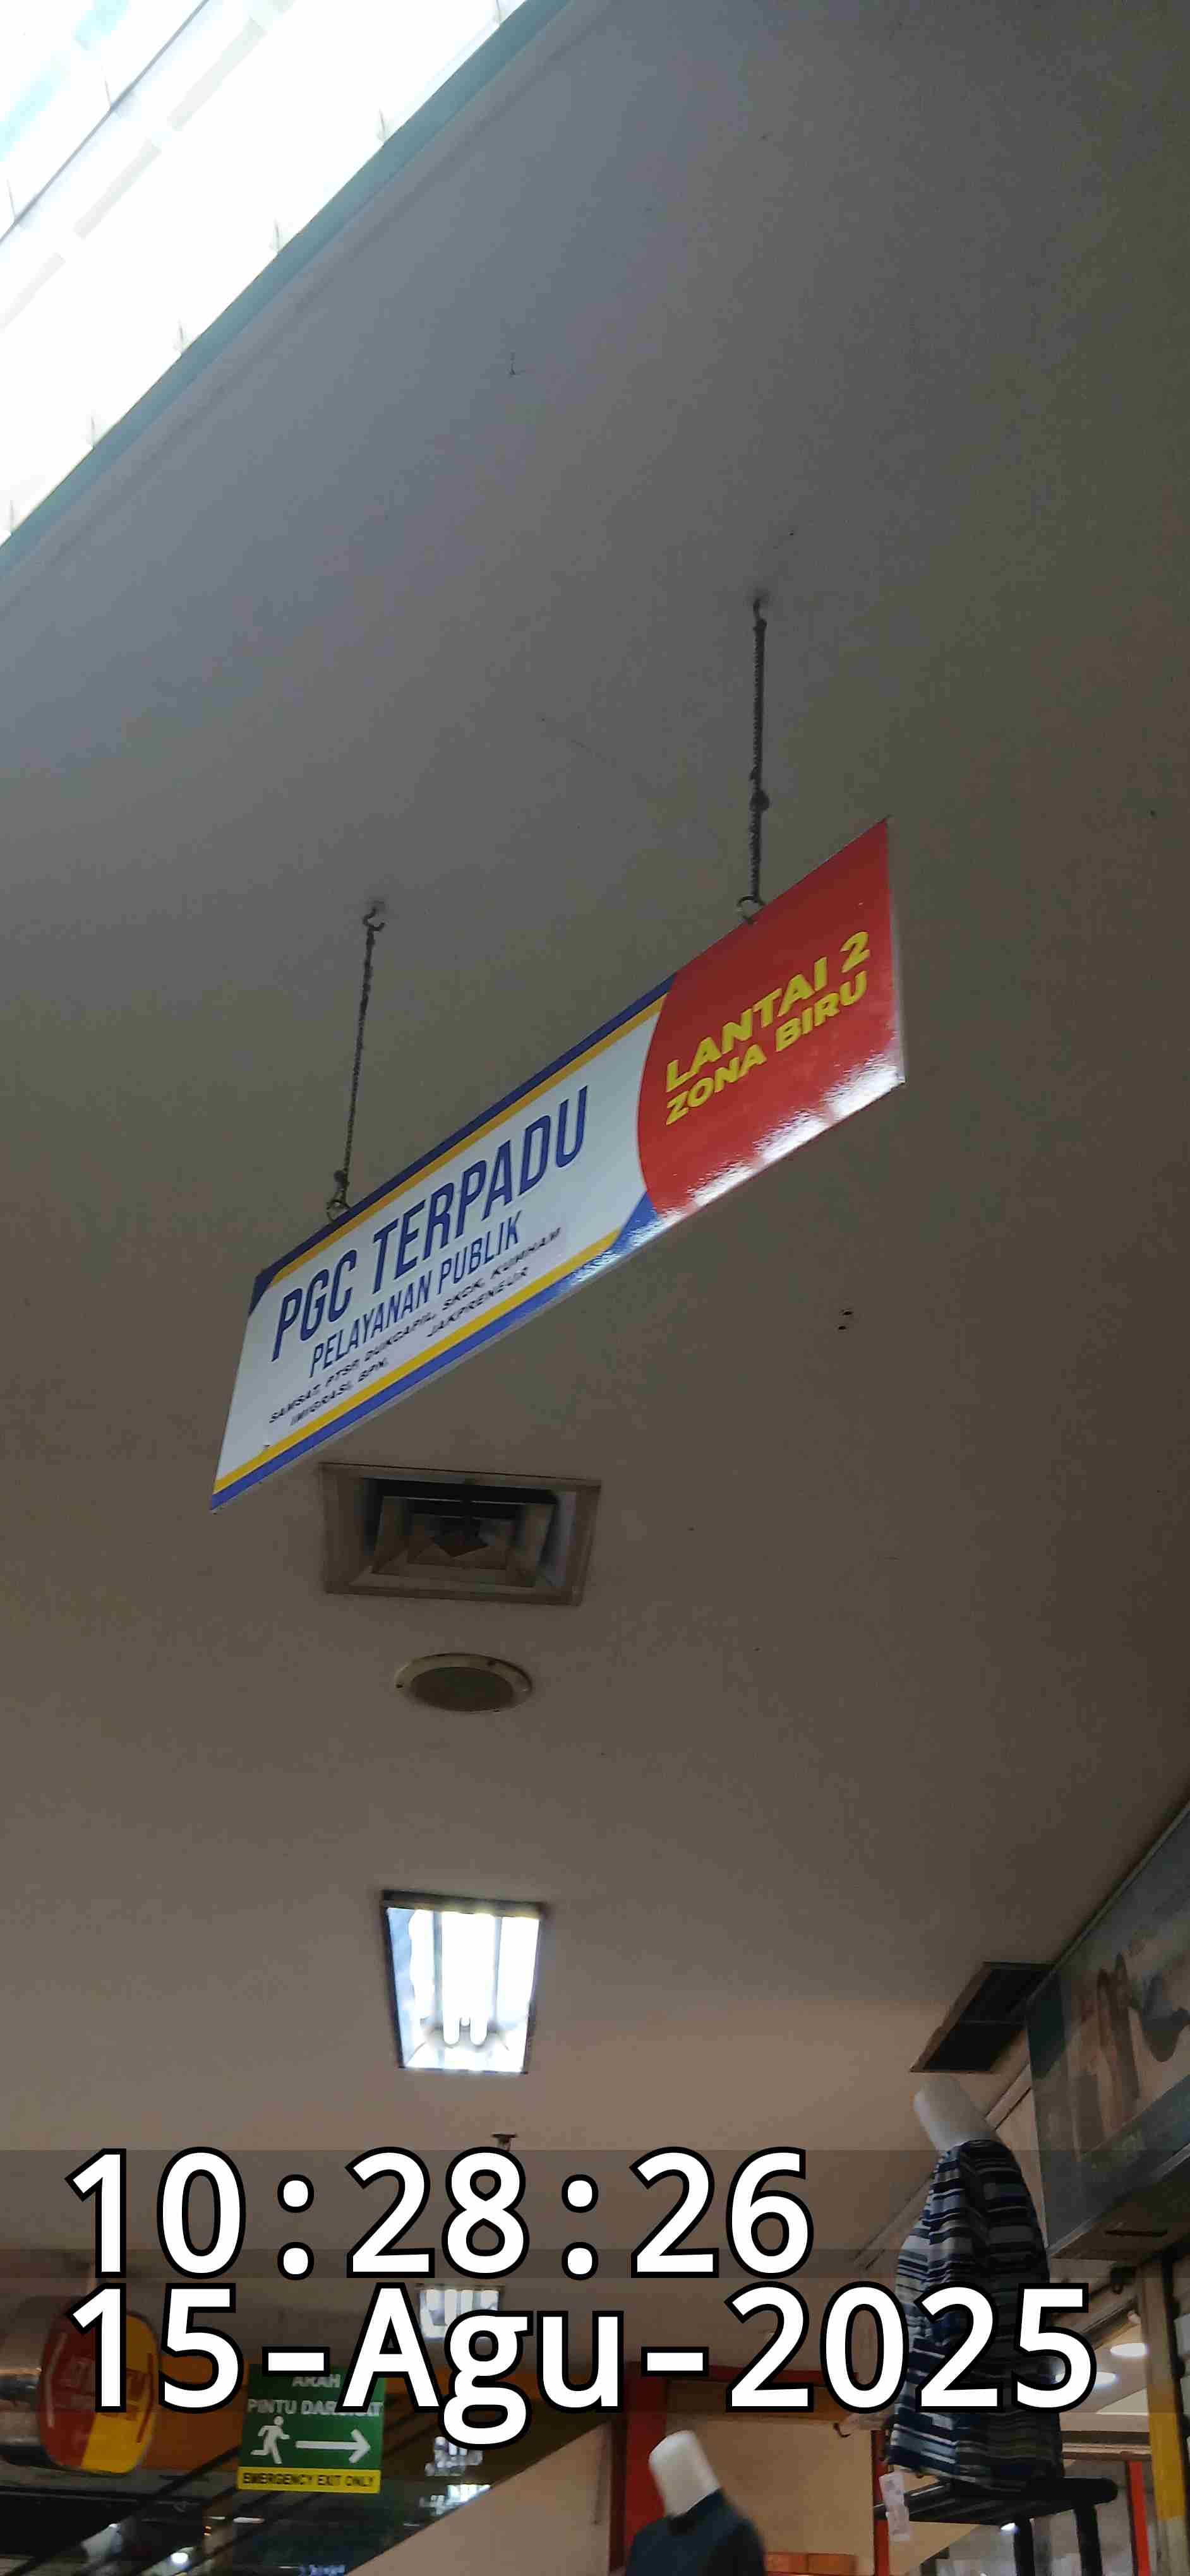 PGC TERPADU
PELAYANAN PUBLIK
SAMSAT, PTSP, DUKCAPIL, SKCK, KUMHAM
IMIGRASI, BPN, JAKPRENEUR
LANTAI 2
ZONA BIRU
10:28:26
15-Agu-2025
ARAH
PINTU DARURAT
EMERGENCY EXIT ONLY